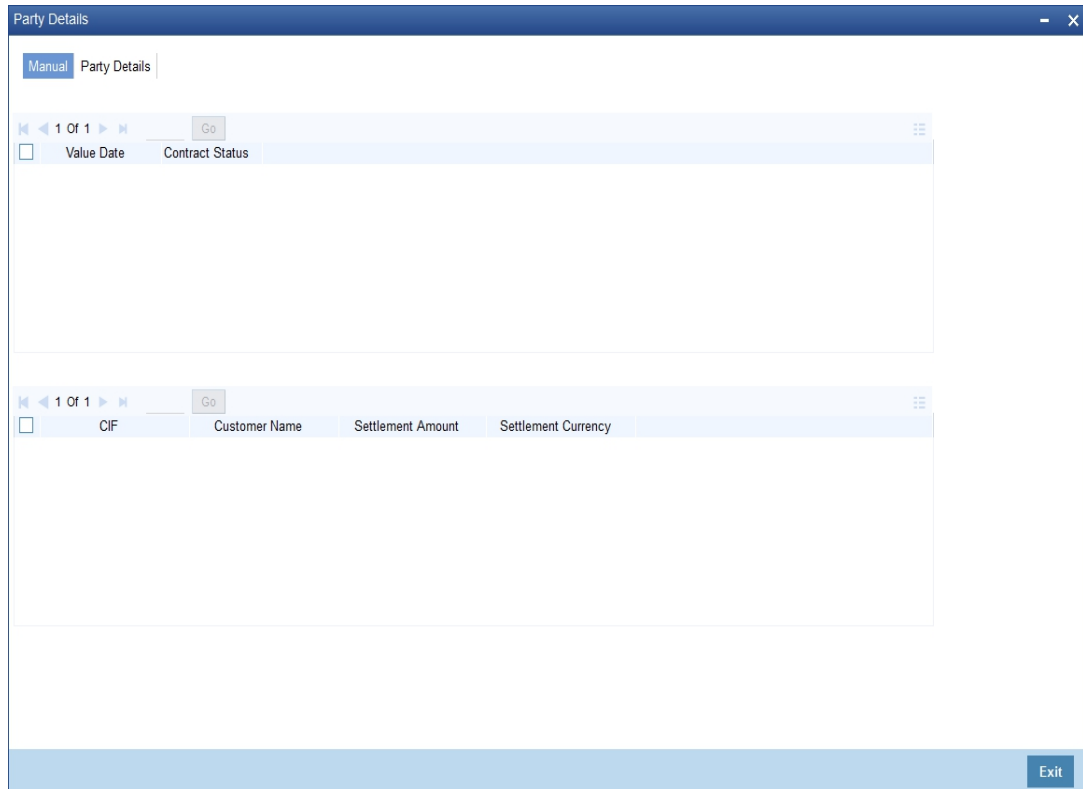 Party Details
Manual Party Details
1 Of 1 Go
Value Date Contract Status
1 Of 1 Go
CIF Customer Name Settlement Amount Settlement Currency
Exit